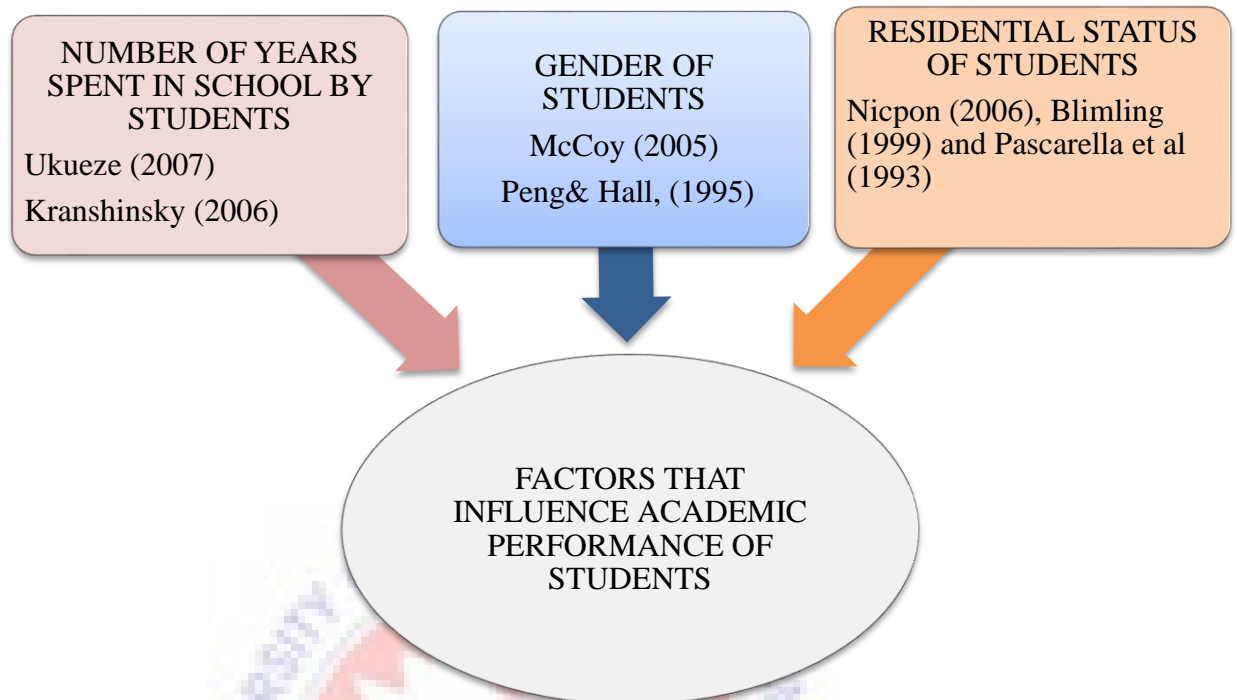 NUMBER OF YEARS
SPENT IN SCHOOL BY
STUDENTS
Ukueze (2007)
Kranshinsky (2006)
GENDER OF
STUDENTS
McCoy (2005)
Peng& Hall, (1995)
RESIDENTIAL STATUS
OF STUDENTS
Nicpon (2006), Blimling
(1999) and Pascarella et al
(1993)
FACTORS THAT
INFLUENCE ACADEMIC
PERFORMANCE OF
STUDENTS